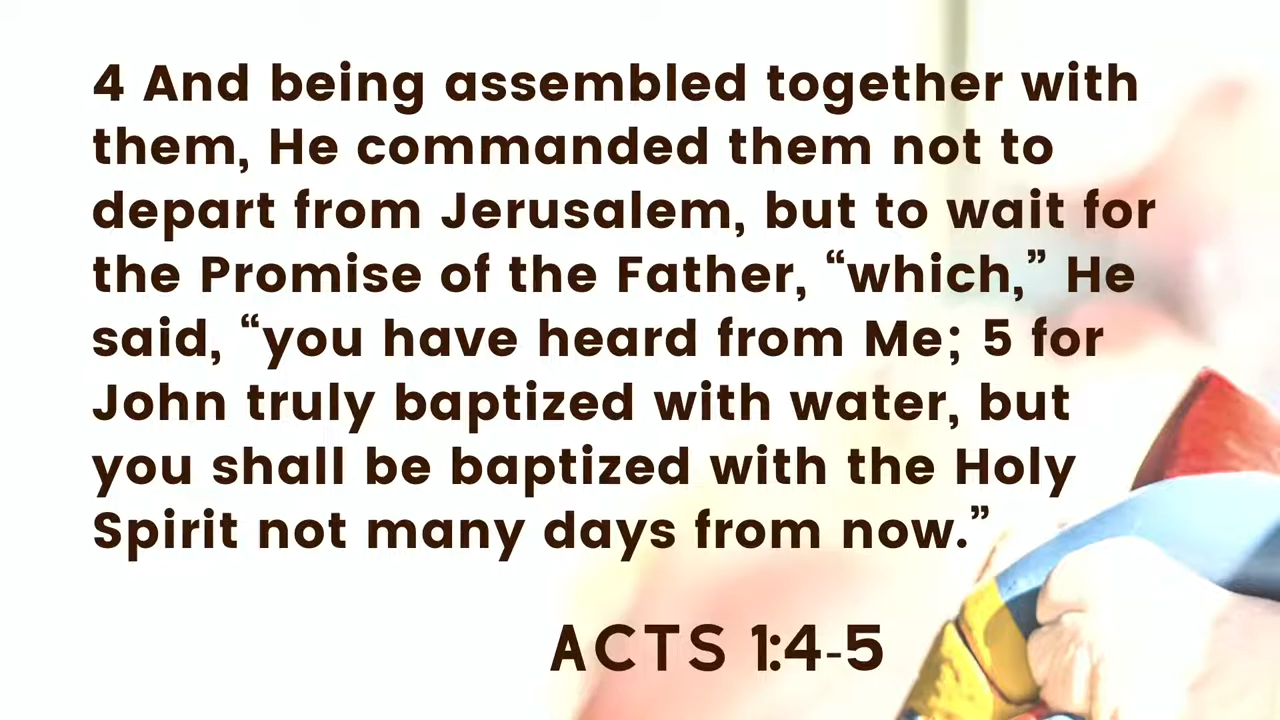 4 And being assembled together with
them, He commanded them not to
depart from Jerusalem, but to wait for
the Promise of the Father, “which,” He
said, “you have heard from Me; 5 for
John truly baptized with water, but
you shall be baptized with the Holy
Spirit not many days from now.”
ACTS 1:4-5